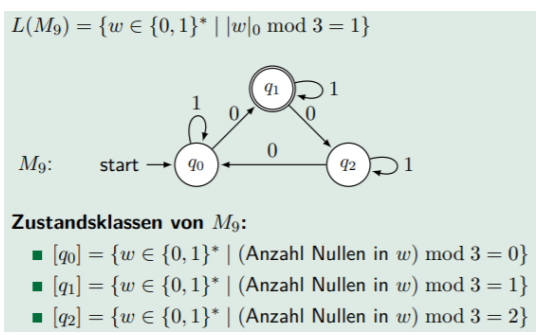 L(M₉) = {w ∈ {0, 1}* | |w|₀ mod 3 = 1}
q₁ 1
1 0 0
M₉: start q₀ 0 q₂ 1
Zustandsklassen von M₉:
[q₀] = {w ∈ {0, 1}* | (Anzahl Nullen in w) mod 3 = 0}
[q₁] = {w ∈ {0, 1}* | (Anzahl Nullen in w) mod 3 = 1}
[q₂] = {w ∈ {0, 1}* | (Anzahl Nullen in w) mod 3 = 2}